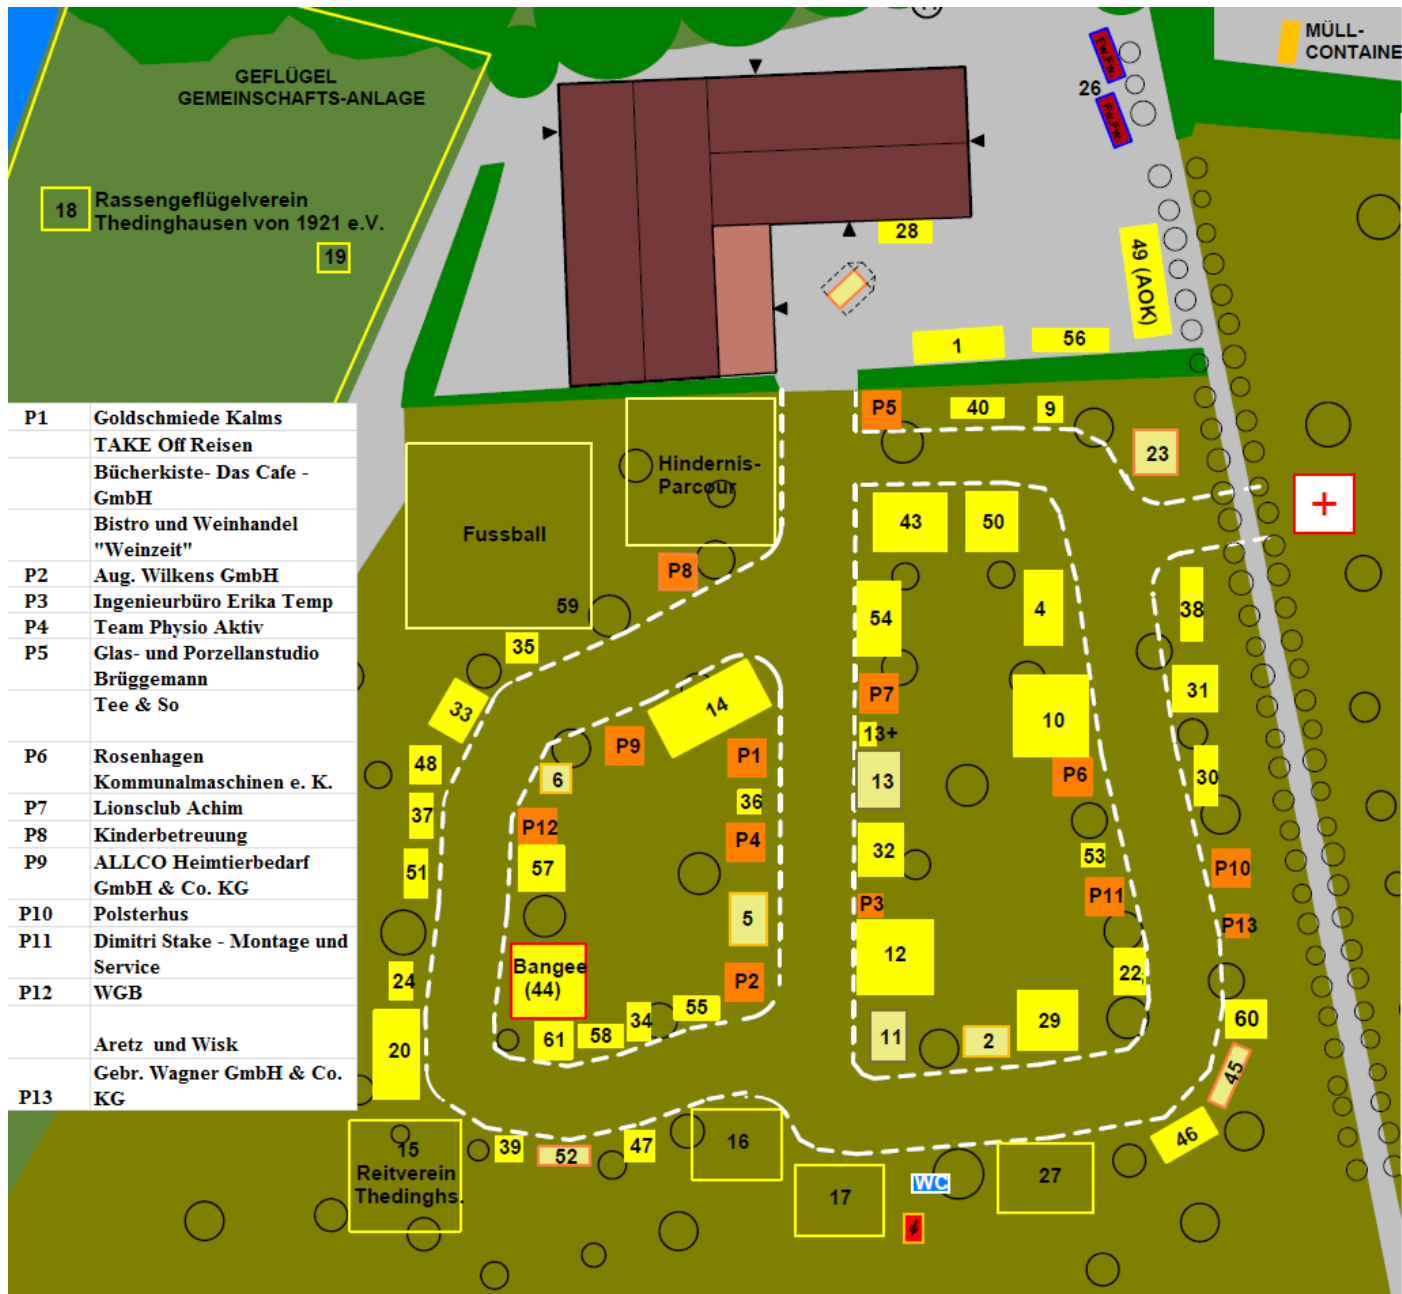 MÜLL-
CONTAINE
GEFLÜGEL
GEMEINSCHAFTS-ANLAGE
Fw.Fw.
26
Fw.Fw.
18
Rassengeflügelverein
Thedinghausen von 1921 e.V.
19
28
49 (AOK)
1
56
P1 Goldschmiede Kalms
TAKE Off Reisen
Bücherkiste- Das Cafe -
GmbH
Bistro und Weinhandel
"Weinzeit"
P2 Aug. Wilkens GmbH
P3 Ingenieurbüro Erika Temp
P4 Team Physio Aktiv
P5 Glas- und Porzellanstudio
Brüggemann
Tee & So
P6 Rosenhagen
Kommunalmaschinen e. K.
P7 Lionsclub Achim
P8 Kinderbetreuung
P9 ALLCO Heimtierbedarf
GmbH & Co. KG
P10 Polsterhus
P11 Dimitri Stake - Montage und
Service
P12 WGB
Aretz und Wisk
Gebr. Wagner GmbH & Co.
P13 KG
P5
40
9
23
Hindernis-
Parcour
Fussball
43
50
P8
59
54
4
38
35
33
14
P7
31
10
13+
P9
P1
48
6
13
P6
30
36
37
P12
P4
32
53
57
51
P10
P3
P11
5
P13
12
Bangee
(44)
24
P2
22
55
34
60
58
61
29
11
2
20
45
46
39
52
47
16
15
Reitverein
Thedinghs.
17
WC
27